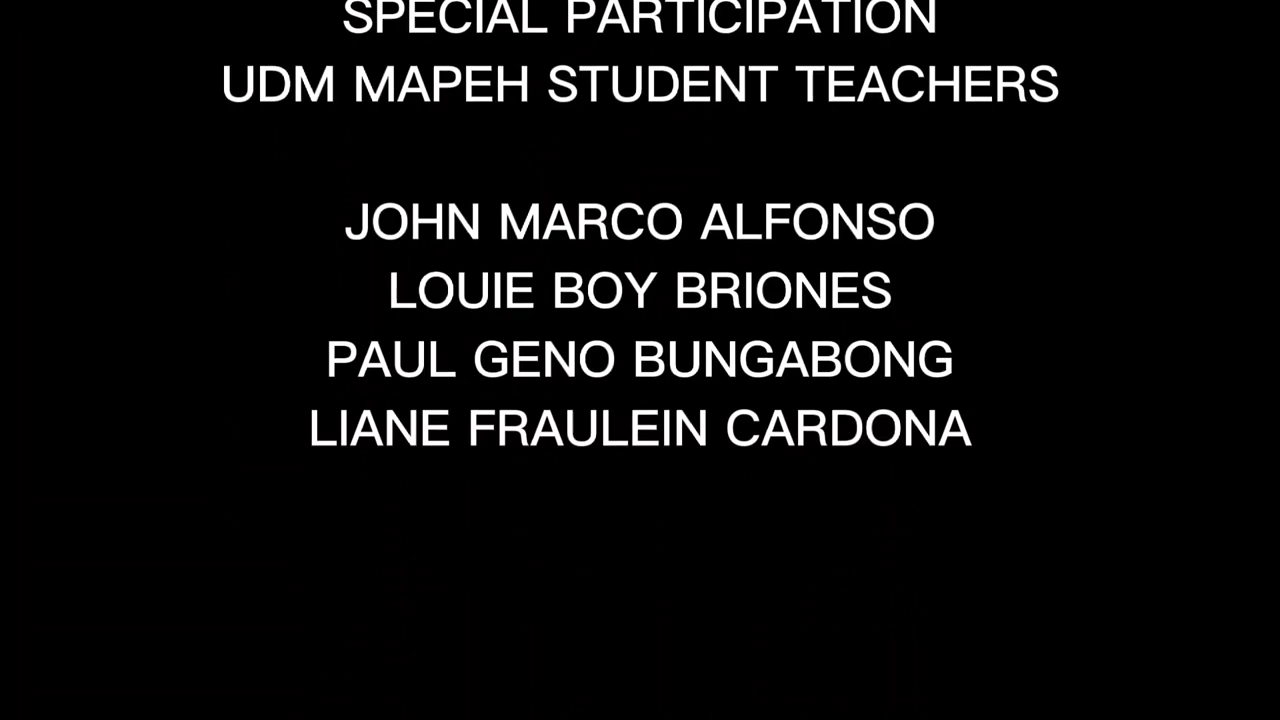 SPECIAL PARTICIPATION
UDM MAPEH STUDENT TEACHERS
JOHN MARCO ALFONSO
LOUIE BOY BRIONES
PAUL GENO BUNGABONG
LIANE FRAULEIN CARDONA